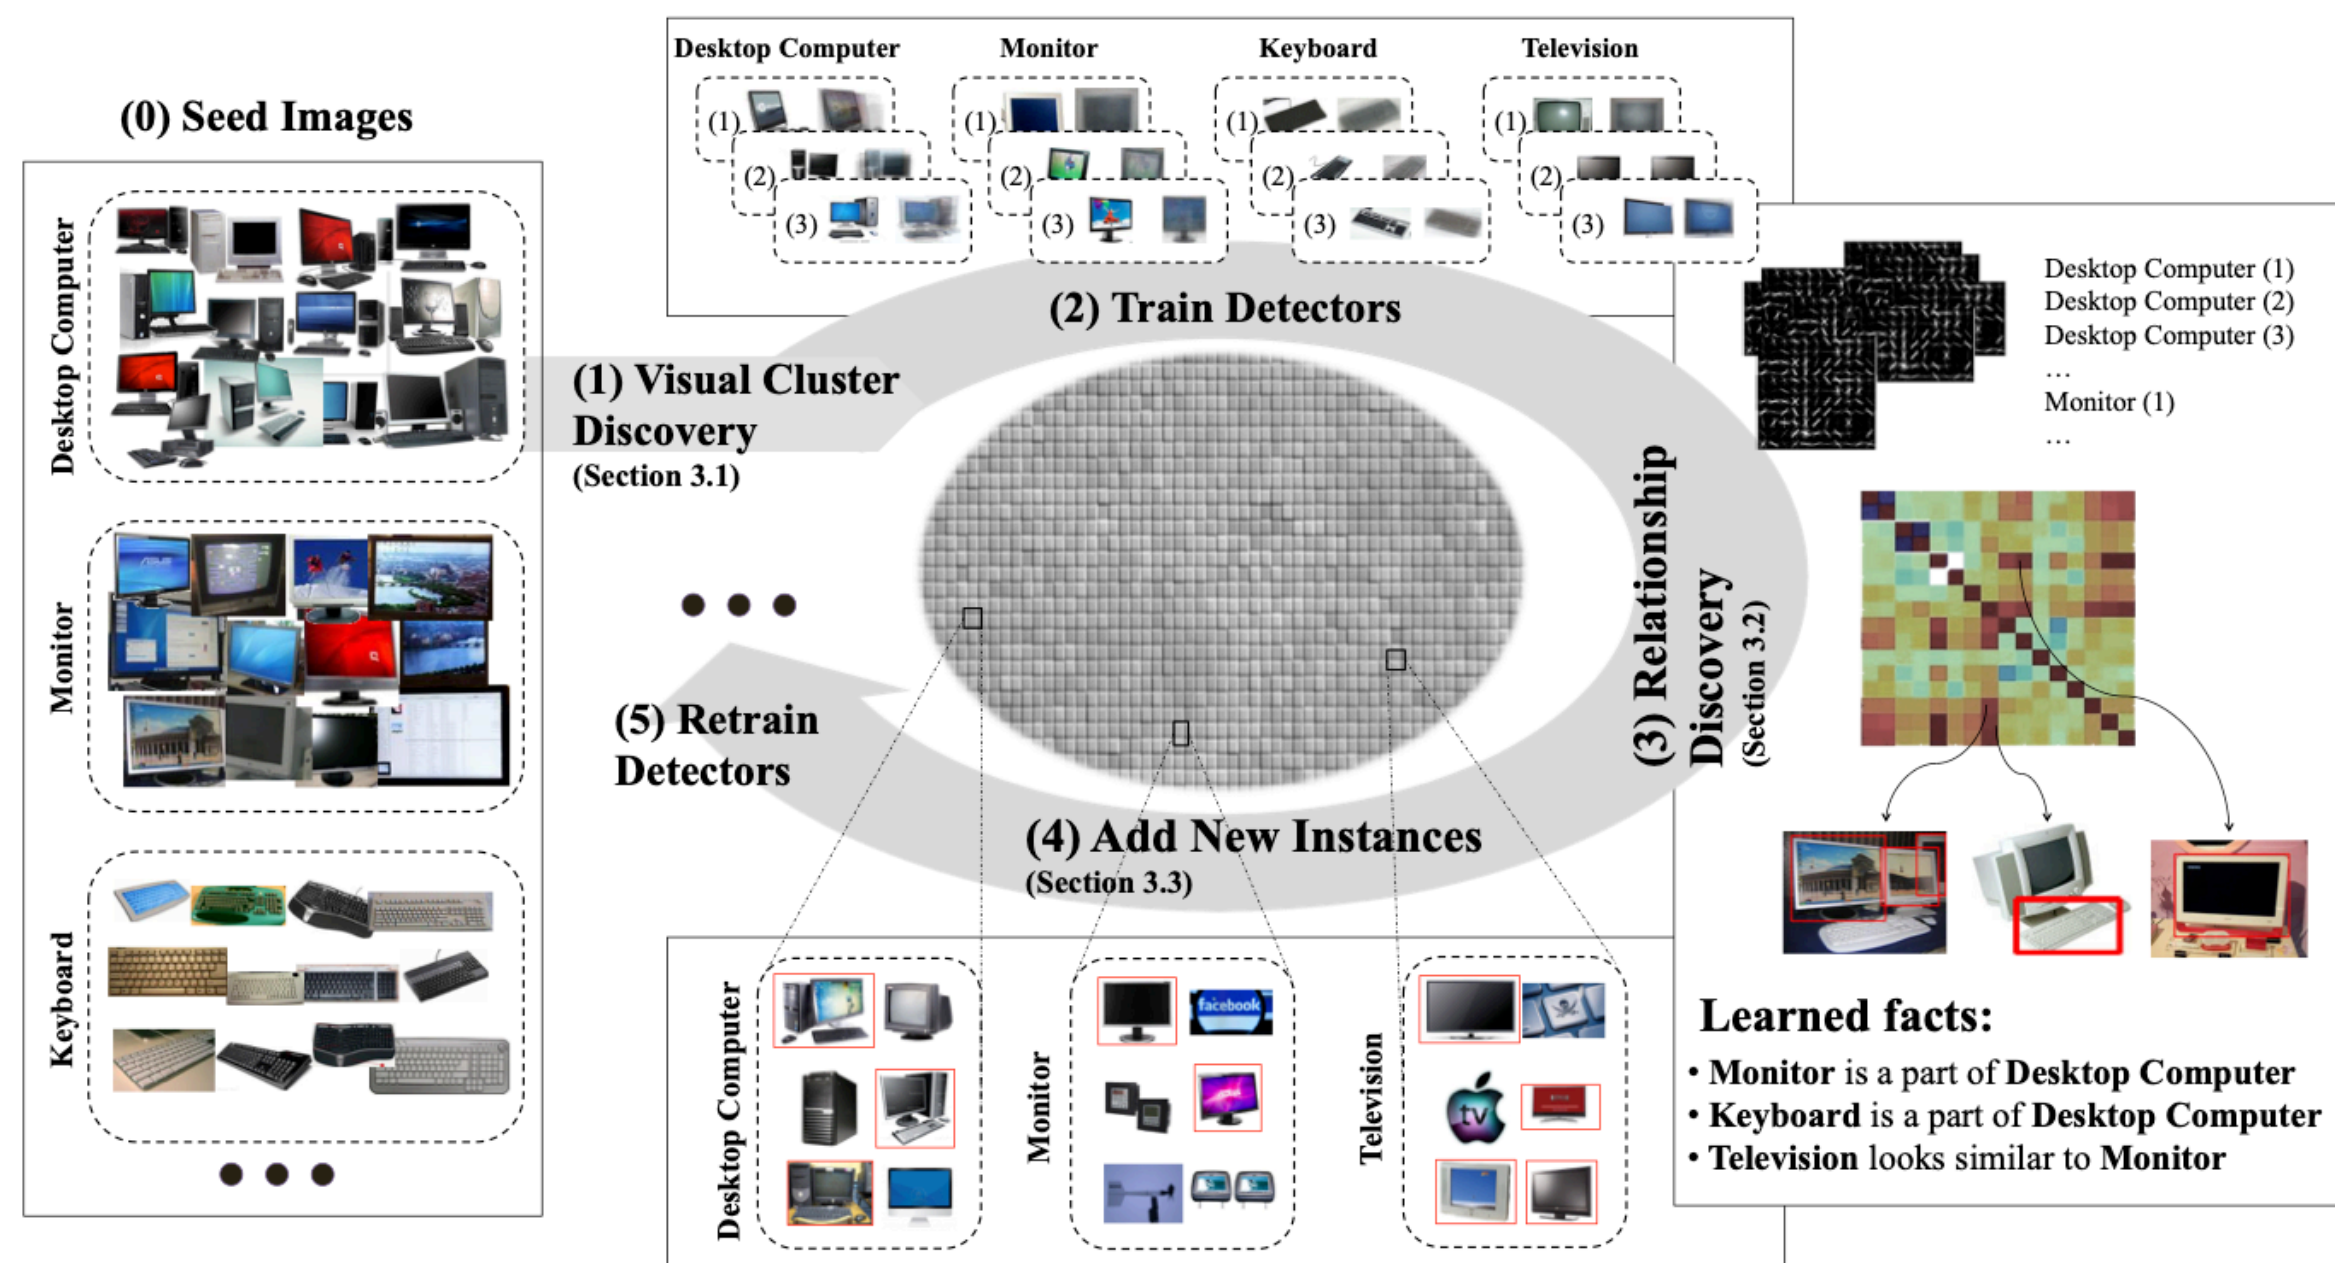 (0) Seed Images
Desktop Computer
Monitor
Keyboard
Desktop Computer
Monitor
Keyboard
Television
(1)
(2)
(3)
(1)
(2)
(3)
(1)
(2)
(3)
(1)
(2)
(3)
(1) Visual Cluster
Discovery
(Section 3.1)
(2) Train Detectors
(3) Relationship
Discovery
(Section 3.2)
Desktop Computer (1)
Desktop Computer (2)
Desktop Computer (3)
...
Monitor (1)
...
(4) Add New Instances
(Section 3.3)
(5) Retrain
Detectors
Desktop Computer
Monitor
facebook
Television
tv
Learned facts:
• Monitor is a part of Desktop Computer
• Keyboard is a part of Desktop Computer
• Television looks similar to Monitor